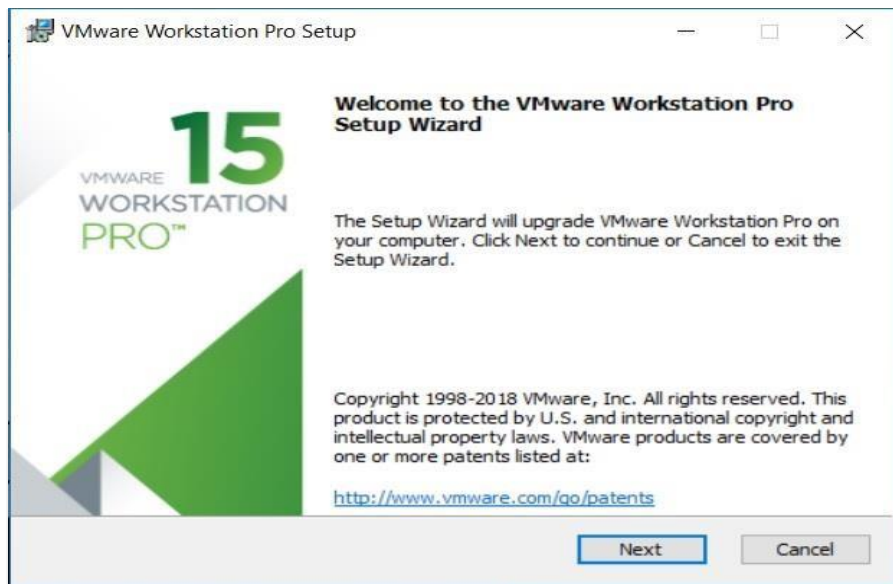 VMware Workstation Pro Setup
15
VMWARE
WORKSTATION
PRO™
Welcome to the VMware Workstation Pro
Setup Wizard
The Setup Wizard will upgrade VMware Workstation Pro on
your computer. Click Next to continue or Cancel to exit the
Setup Wizard.
Copyright 1998-2018 VMware, Inc. All rights reserved. This
product is protected by U.S. and international copyright and
intellectual property laws. VMware products are covered by
one or more patents listed at:
http://www.vmware.com/go/patents
Next
Cancel